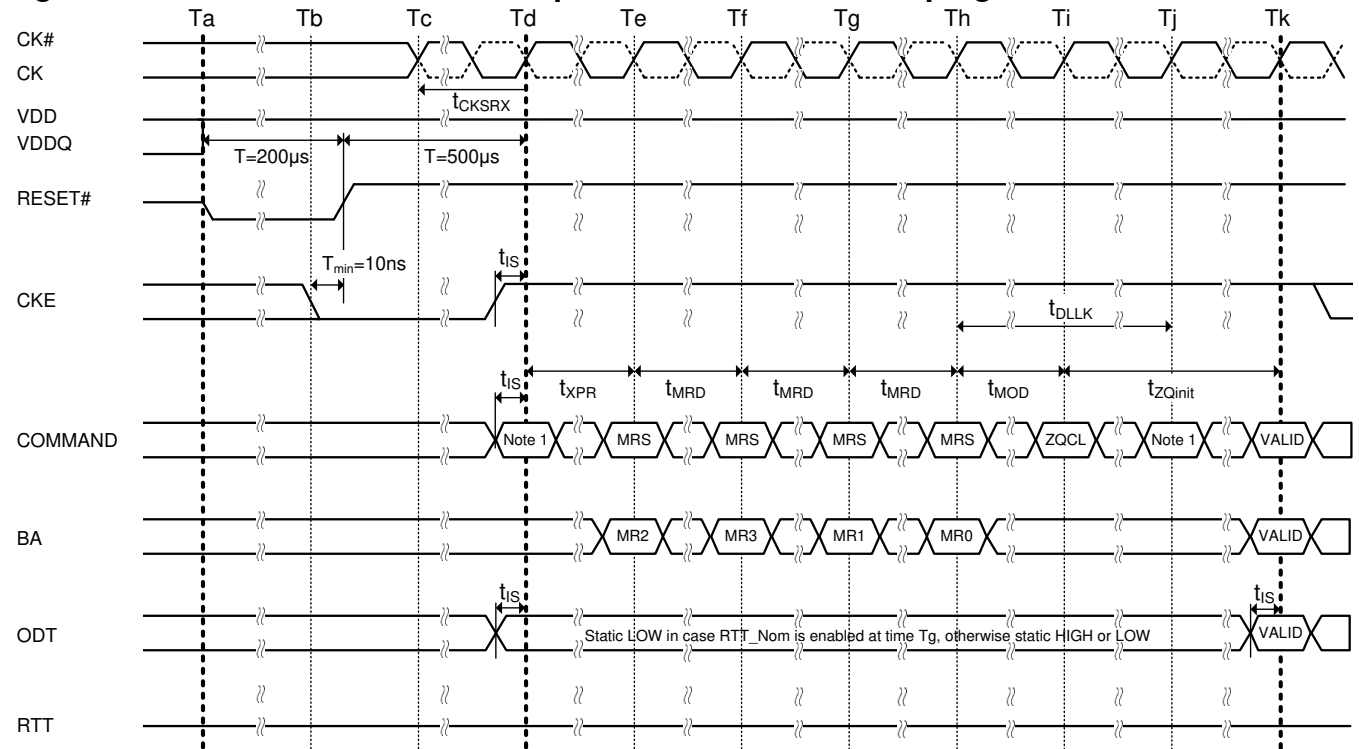 Ta Tb Tc Td Te Tf Tg Th Ti Tj Tk
CK#
CK
tCKSRX
VDD
VDDQ
T=200µs T=500µs
RESET#
Tmin=10ns
tIS
CKE
tDLLK
tIS tXPR tMRD tMRD tMRD tMOD tZQinit
COMMAND Note 1 MRS MRS MRS MRS ZQCL Note 1 VALID
BA MR2 MR3 MR1 MR0 VALID
tIS tIS
ODT Static LOW in case RTT_Nom is enabled at time Tg, otherwise static HIGH or LOW VALID
RTT